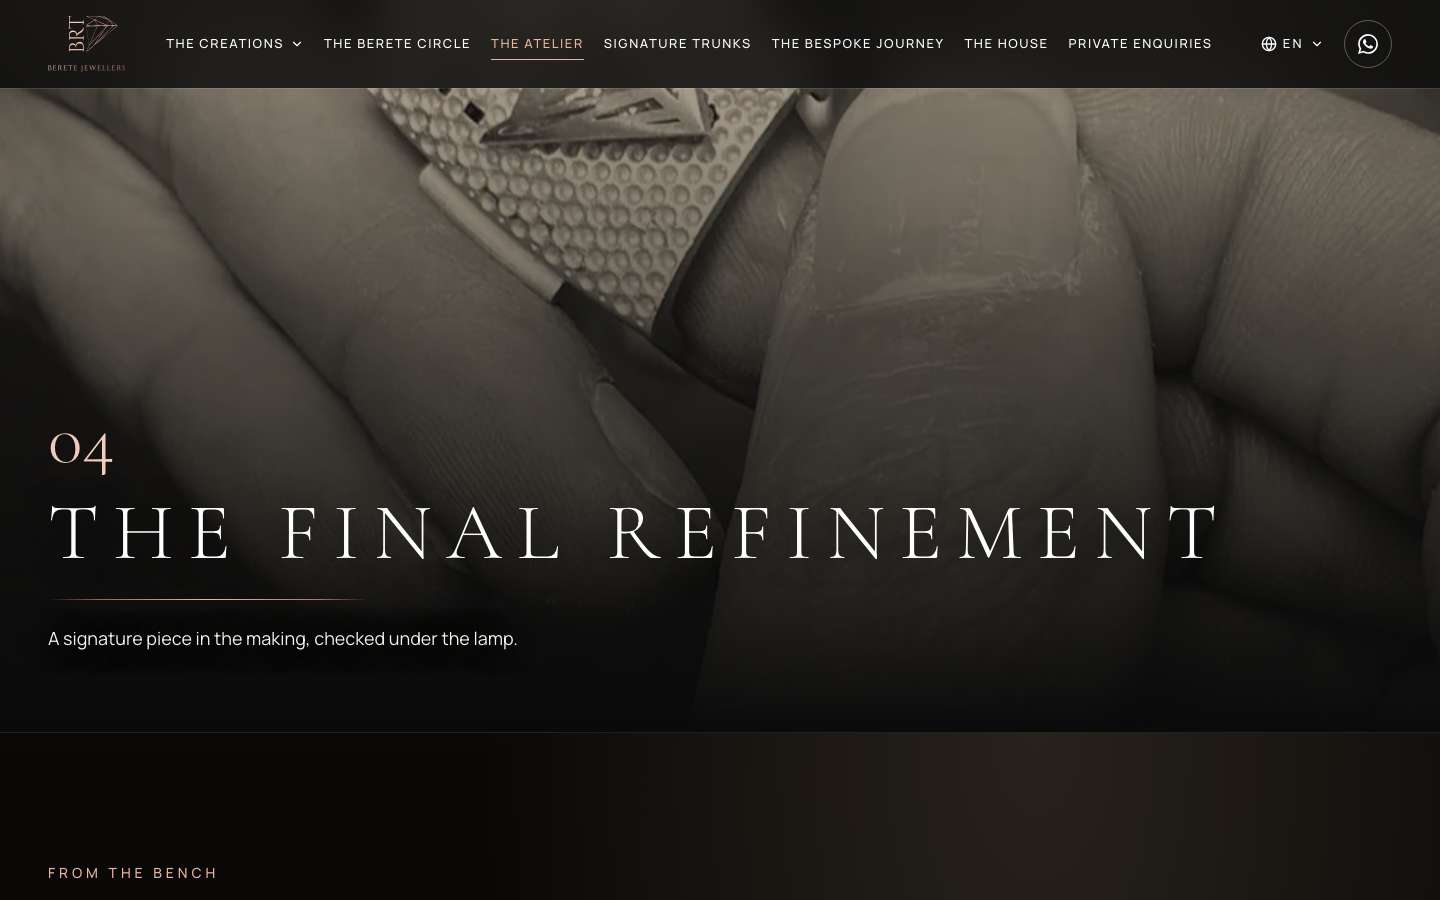 BRT
BERETE JEWELLERS
THE CREATIONS
THE BERETE CIRCLE
THE ATELIER
SIGNATURE TRUNKS
THE BESPOKE JOURNEY
THE HOUSE
PRIVATE ENQUIRIES
EN
04
THE FINAL REFINEMENT
A signature piece in the making, checked under the lamp.
FROM THE BENCH